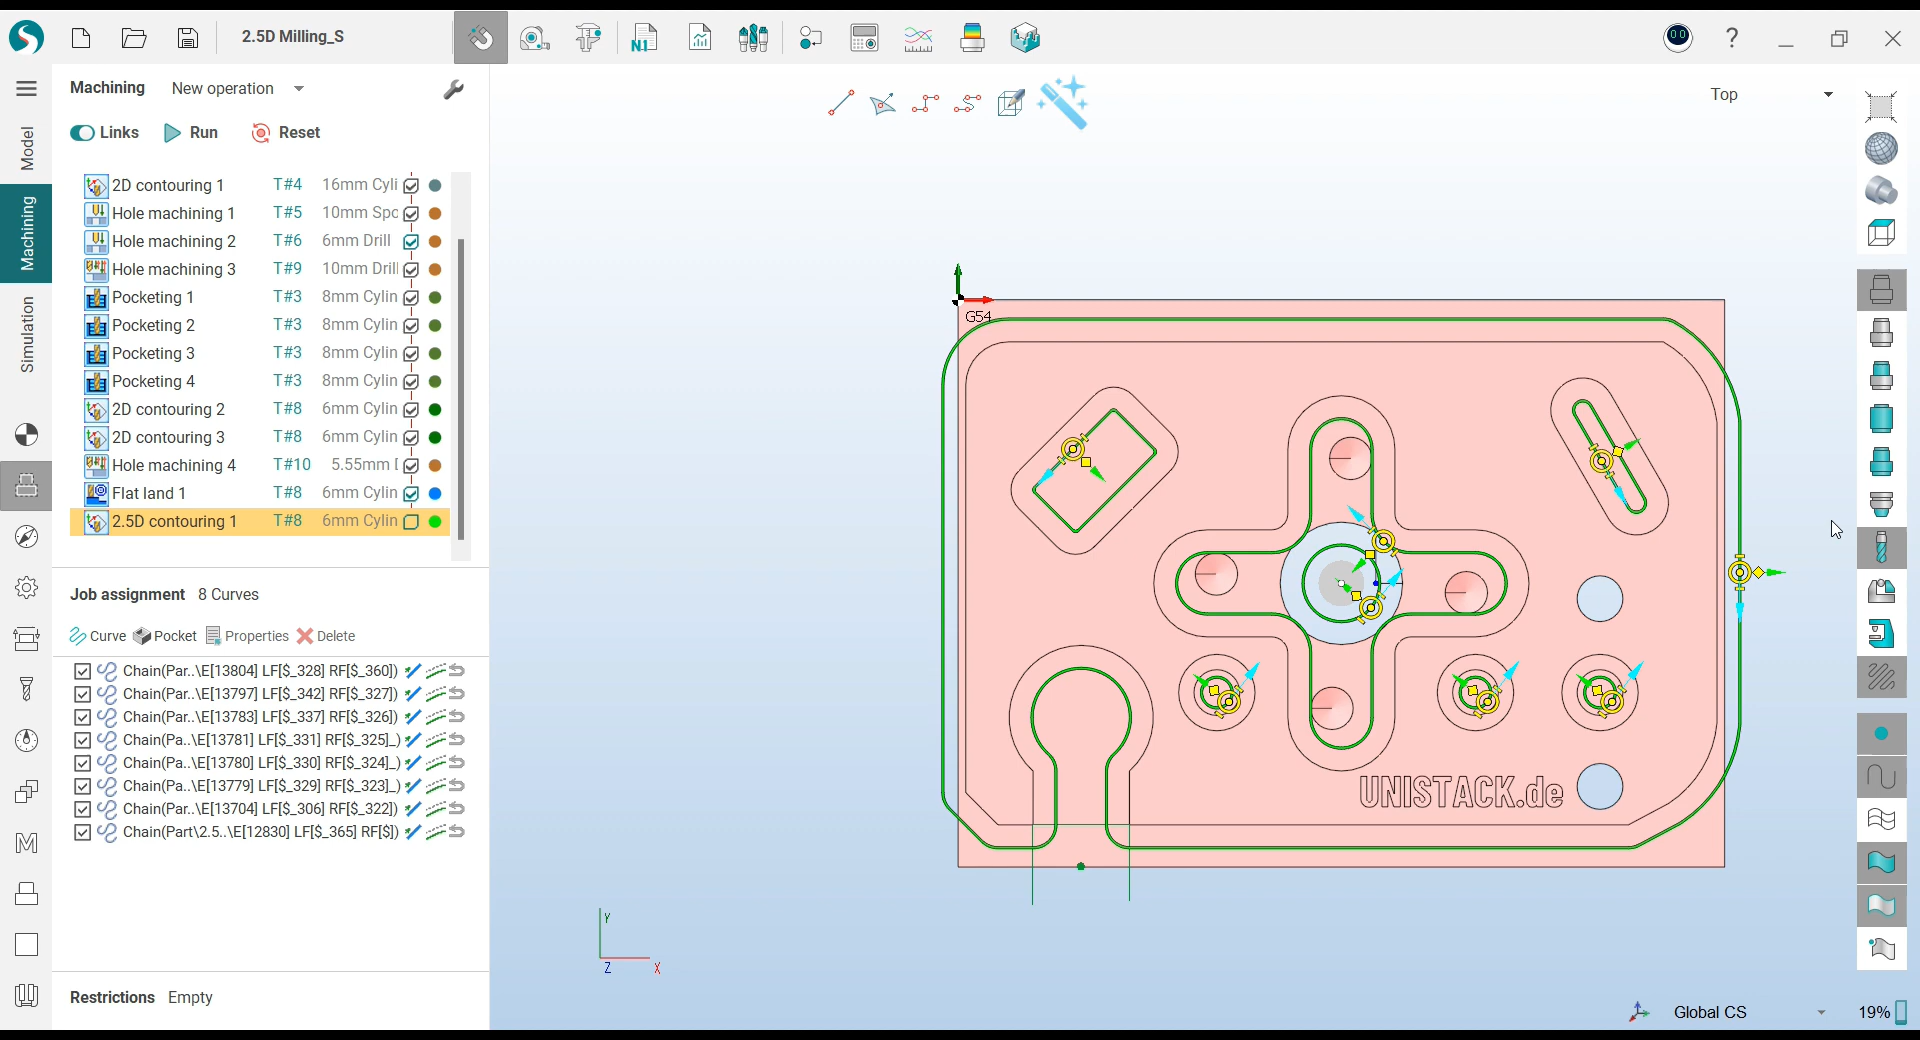 2.5D Milling_S
N1
?
Machining New operation
Top
Links Run Reset
Model
Machining
Simulation
2D contouring 1 T#4 16mm Cyli
Hole machining 1 T#5 10mm Spc
Hole machining 2 T#6 6mm Drill
Hole machining 3 T#9 10mm Dril
Pocketing 1 T#3 8mm Cylin
Pocketing 2 T#3 8mm Cylin
Pocketing 3 T#3 8mm Cylin
Pocketing 4 T#3 8mm Cylin
2D contouring 2 T#8 6mm Cylin
2D contouring 3 T#8 6mm Cylin
Hole machining 4 T#10 5.55mm [
Flat land 1 T#8 6mm Cylin
2.5D contouring 1 T#8 6mm Cylin
G54
Job assignment 8 Curves
Curve Pocket Properties Delete
Chain(Par..\E[13804] LF[$_328] RF[$_360])
Chain(Par..\E[13797] LF[$_342] RF[$_327])
Chain(Par..\E[13783] LF[$_337] RF[$_326])
Chain(Pa..\E[13781] LF[$_331] RF[$_325]_)
Chain(Pa..\E[13780] LF[$_330] RF[$_324]_)
Chain(Pa..\E[13779] LF[$_329] RF[$_323]_)
Chain(Par..\E[13704] LF[$_306] RF[$_322])
Chain(Part\2.5..\E[12830] LF[$_365] RF[$])
UNISTACK.de
M
Y
Z X
Restrictions Empty
Global CS 19%